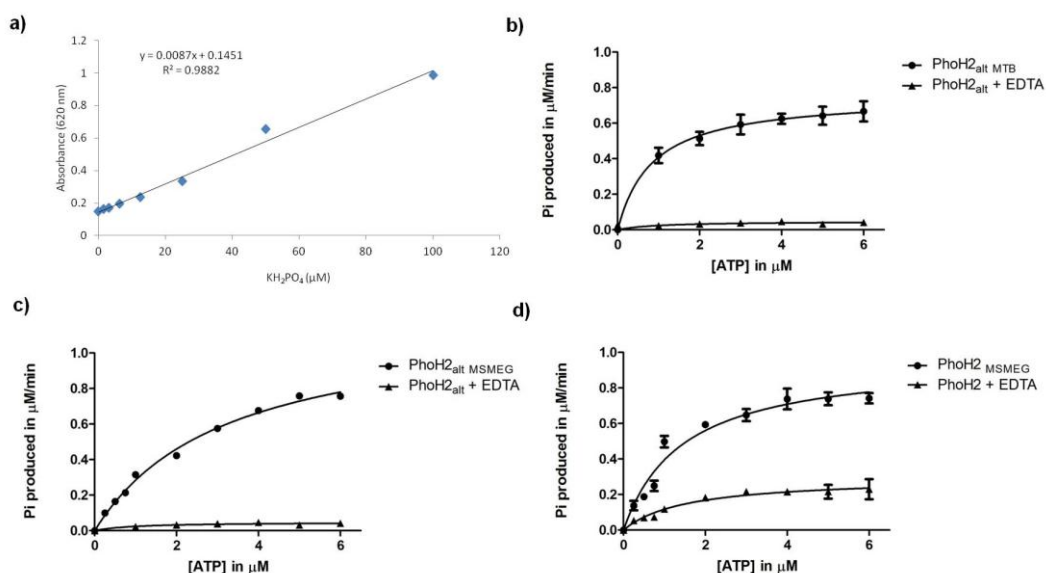 a)
y = 0.0087x + 0.1451
R² = 0.9882
Absorbance (620 nm)
1.2
1
0.8
0.6
0.4
0.2
0
0 20 40 60 80 100 120
KH₂PO₄ (µM)
b)
Pi produced in µM/min
1.0
0.8
0.6
0.4
0.2
0.0
0 2 4 6
[ATP] in µM
PhoH2alt MTB
PhoH2alt + EDTA
c)
Pi produced in µM/min
1.0
0.8
0.6
0.4
0.2
0.0
0 2 4 6
[ATP] in µM
PhoH2alt MSMEG
PhoH2alt + EDTA
d)
Pi produced in µM/min
1.0
0.8
0.6
0.4
0.2
0.0
0 2 4 6
[ATP] in µM
PhoH2 MSMEG
PhoH2 + EDTA